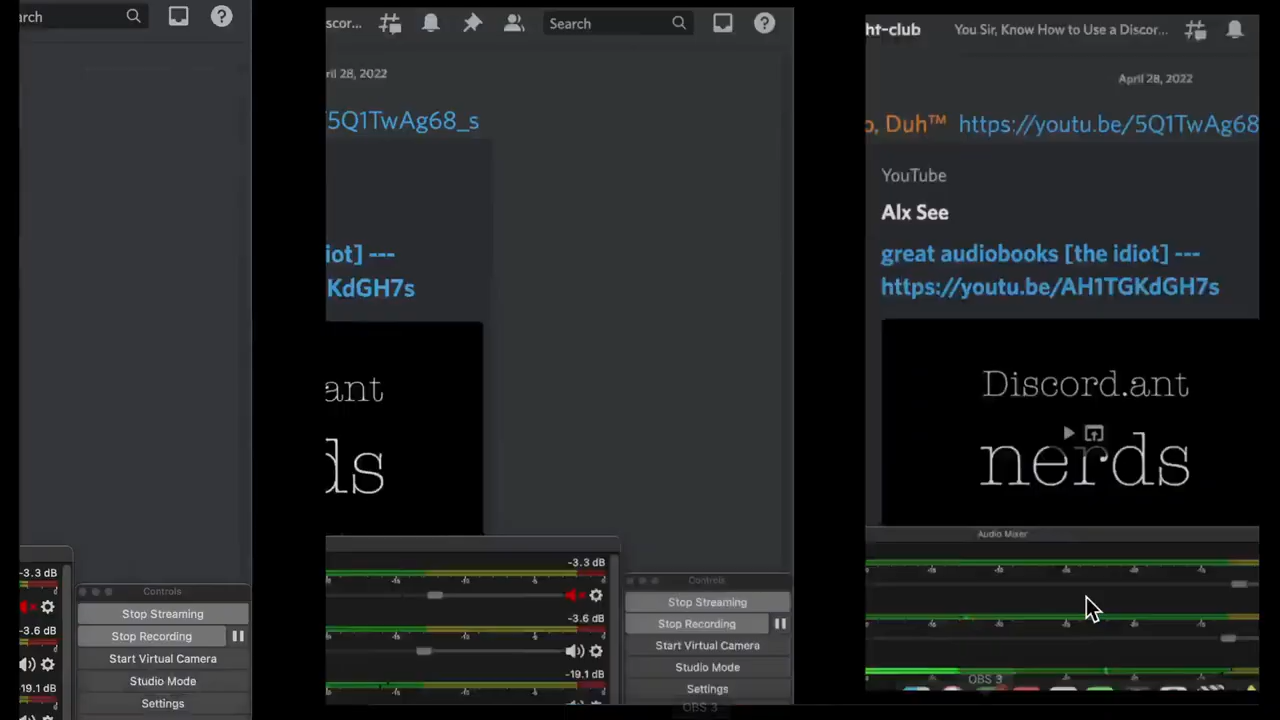 arch
-3.3 dB
-3.6 dB
-19.1 dB
Controls
Stop Streaming
Stop Recording
Start Virtual Camera
Studio Mode
Settings
scor...
Search
ril 28, 2022
/5Q1TwAg68_s
iot] ---
KdGH7s
ant
ds
-3.3 dB
-3.6 dB
-19.1 dB
Controls
Stop Streaming
Stop Recording
Start Virtual Camera
Studio Mode
Settings
OBS 3
ht-club
You Sir, Know How to Use a Discor...
April 28, 2022
o, Duh™ https://youtu.be/5Q1TwAg68
YouTube
Alx See
great audiobooks [the idiot] ---
https://youtu.be/AH1TGKdGH7s
Discord.ant
nerds
Audio Mixer
OBS 3